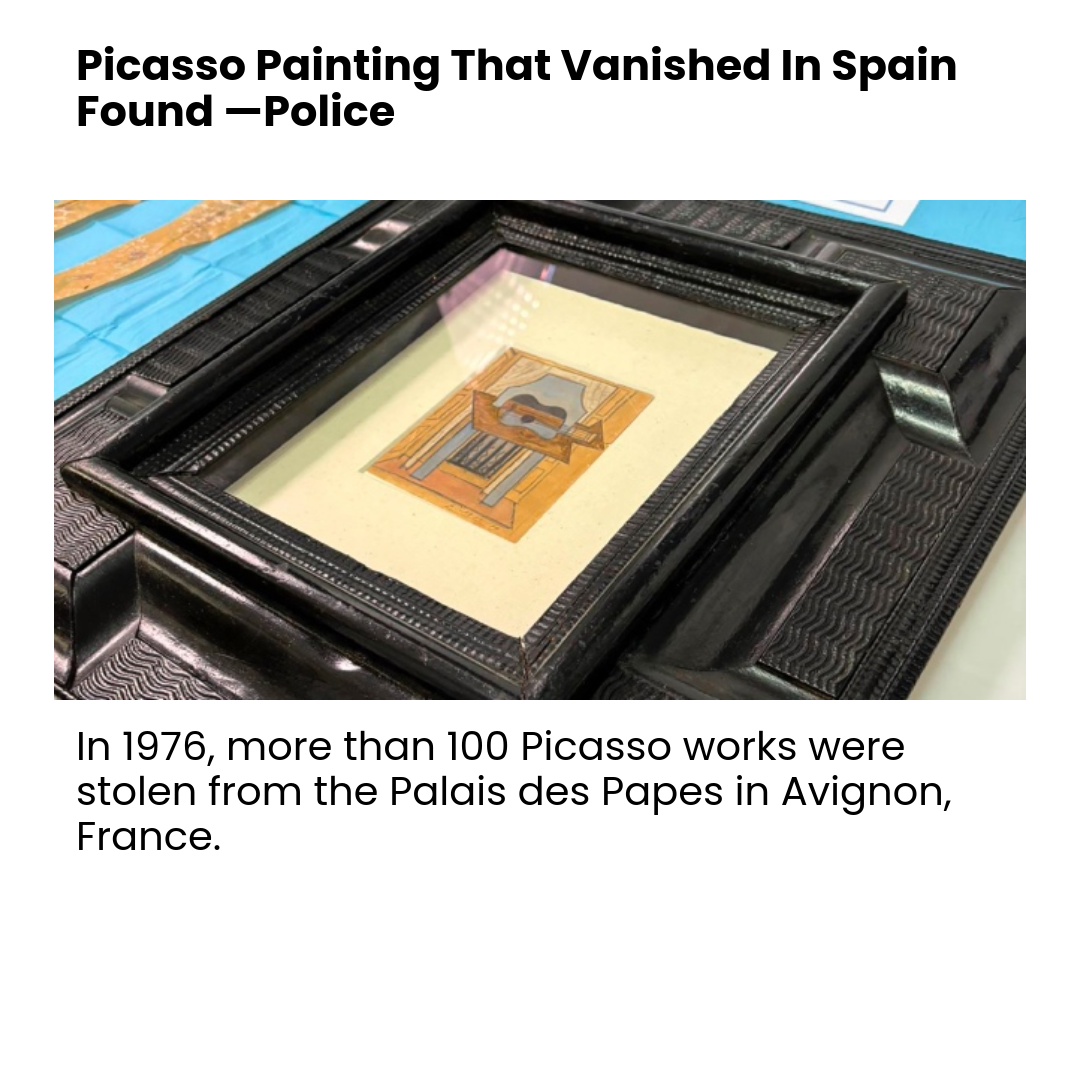 Picasso Painting That Vanished In Spain
Found —Police
In 1976, more than 100 Picasso works were
stolen from the Palais des Papes in Avignon,
France.